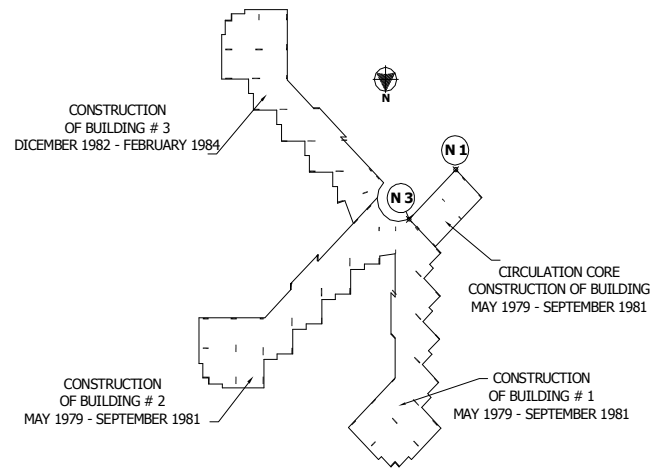 N
CONSTRUCTION
OF BUILDING # 3
DICEMBER 1982 - FEBRUARY 1984
N 1
N 3
CIRCULATION CORE
CONSTRUCTION OF BUILDING
MAY 1979 - SEPTEMBER 1981
CONSTRUCTION
OF BUILDING # 2
MAY 1979 - SEPTEMBER 1981
CONSTRUCTION
OF BUILDING # 1
MAY 1979 - SEPTEMBER 1981